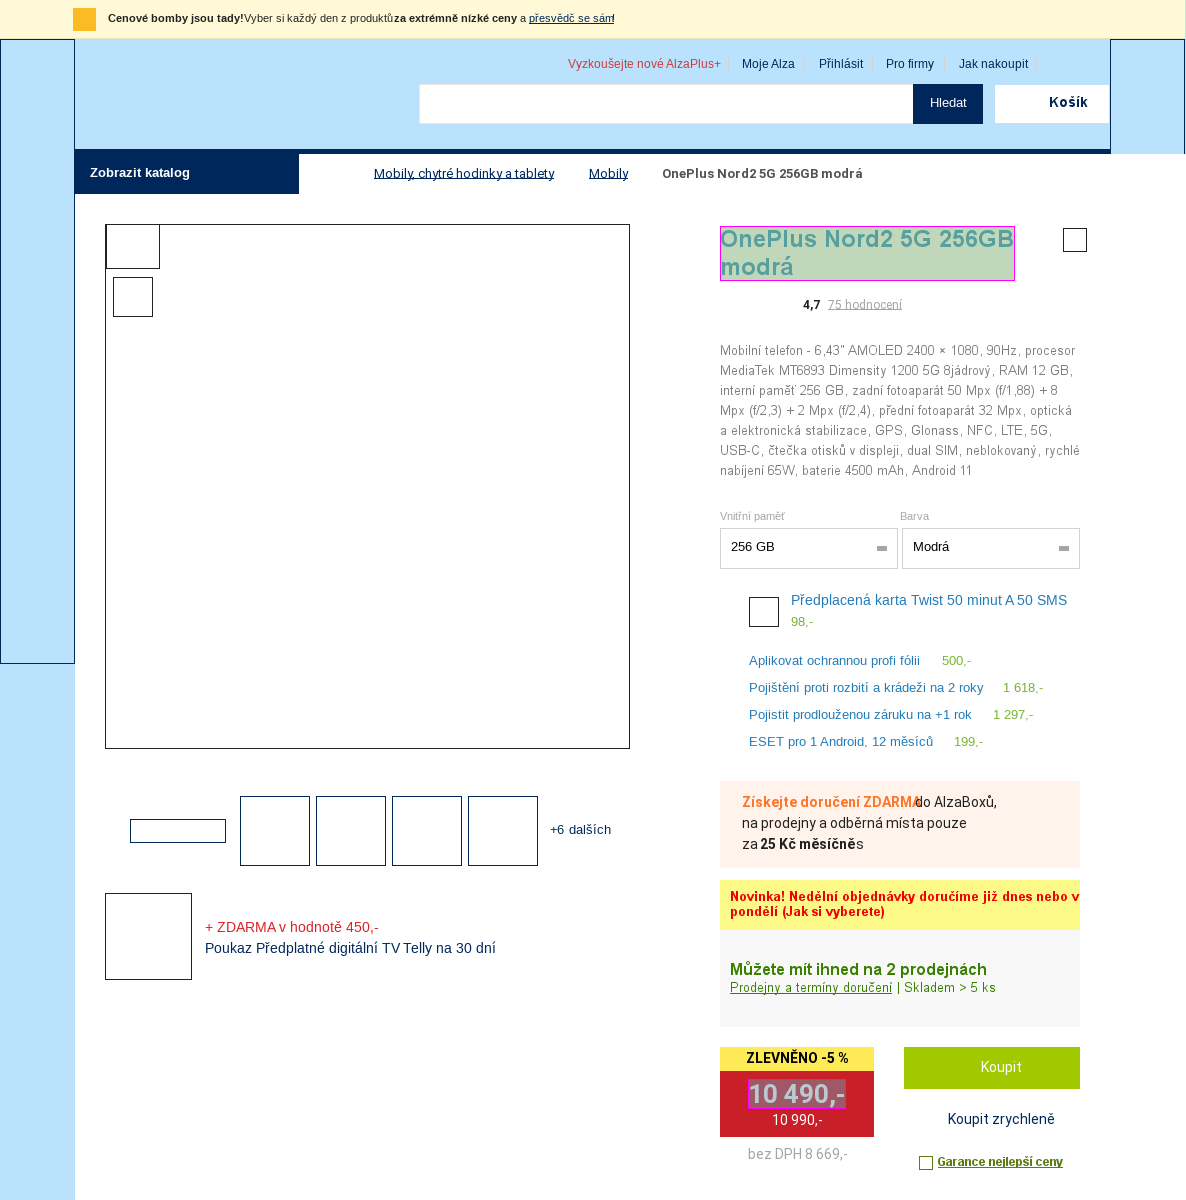 Cenové bomby jsou tady! Vyber si každý den z produktů za extrémně nízké ceny a přesvědč se sám!
Vyzkoušejte nové AlzaPlus+
Moje Alza
Přihlásit
Pro firmy
Jak nakoupit
Hledat
Košík
Zobrazit katalog
Mobily, chytré hodinky a tablety
Mobily
OnePlus Nord2 5G 256GB modrá
OnePlus Nord2 5G 256GB
modrá
4,7 75 hodnocení
Mobilní telefon - 6,43" AMOLED 2400 × 1080, 90Hz, procesor
MediaTek MT6893 Dimensity 1200 5G 8jádrový, RAM 12 GB,
interní paměť 256 GB, zadní fotoaparát 50 Mpx (f/1,88) + 8
Mpx (f/2,3) + 2 Mpx (f/2,4), přední fotoaparát 32 Mpx, optická
a elektronická stabilizace, GPS, Glonass, NFC, LTE, 5G,
USB-C, čtečka otisků v displeji, dual SIM, neblokovaný, rychlé
nabíjení 65W, baterie 4500 mAh, Android 11
Vnitřní paměť
Barva
256 GB
Modrá
Předplacená karta Twist 50 minut A 50 SMS
98,-
Aplikovat ochrannou profi fólii 500,-
Pojištění proti rozbití a krádeži na 2 roky 1 618,-
Pojistit prodlouženou záruku na +1 rok 1 297,-
ESET pro 1 Android, 12 měsíců 199,-
+6 dalších
+ ZDARMA v hodnotě 450,-
Poukaz Předplatné digitální TV Telly na 30 dní
Získejte doručení ZDARMA do AlzaBoxů,
na prodejny a odběrná místa pouze
za 25 Kč měsíčně s
Novinka! Nedělní objednávky doručíme již dnes nebo v
pondělí (Jak si vyberete)
Můžete mít ihned na 2 prodejnách
Prodejny a termíny doručení | Skladem > 5 ks
ZLEVNĚNO -5 %
10 490,-
10 990,-
bez DPH 8 669,-
Koupit
Koupit zrychleně
Garance nejlepší ceny